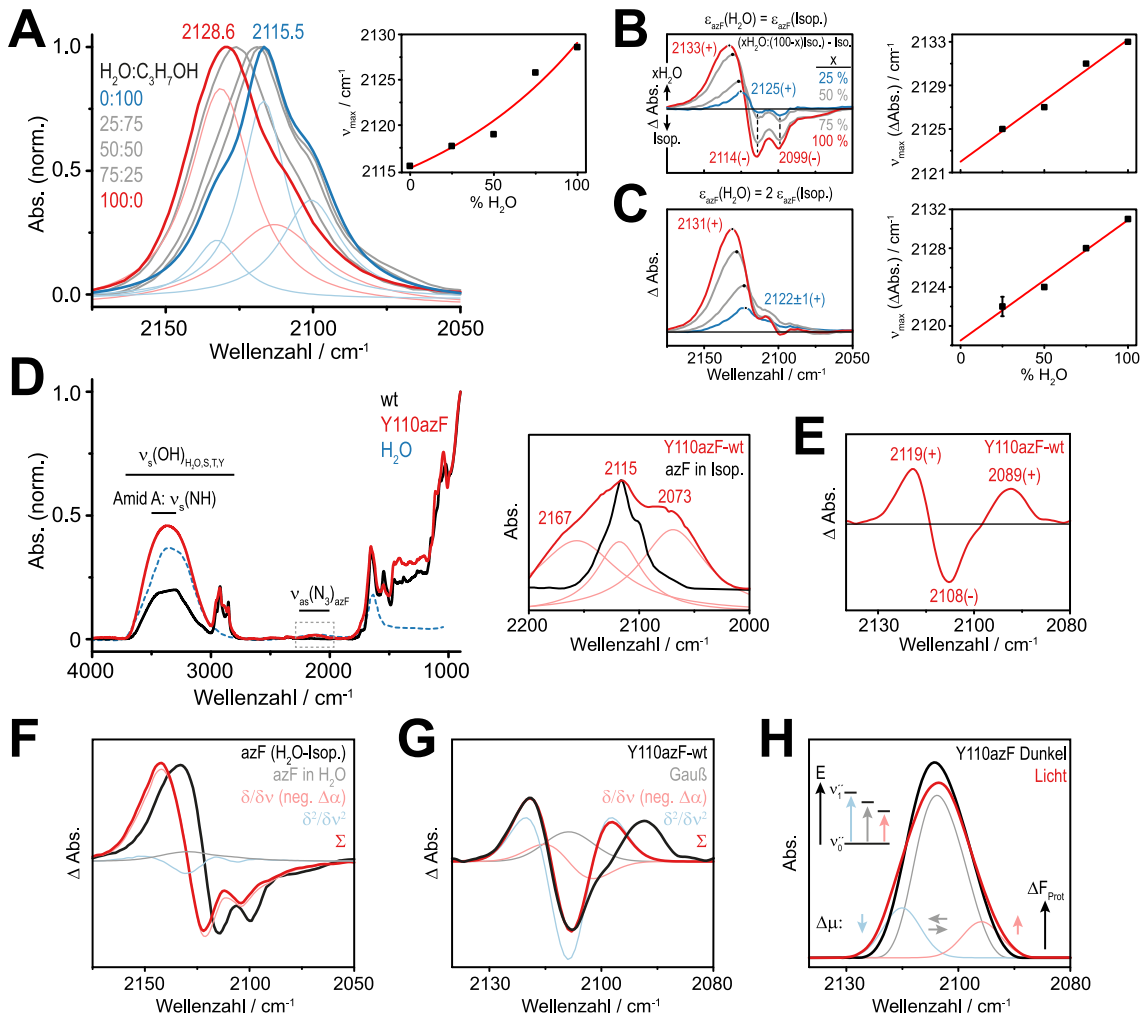 A
2128.6
2115.5
H₂O:C₃H₇OH
0:100
25:75
50:50
75:25
100:0
1.0
0.5
0.0
Abs. (norm.)
2150
2100
2050
Wellenzahl / cm⁻¹
2130
2125
2120
2115
νmax / cm⁻¹
0
50
100
% H₂O
B
εazF(H₂O) = εazF(Isop.)
(xH₂O:(100-x)Iso.) - Iso.
2133(+)
x
25 %
50 %
75 %
100 %
2125(+)
2114(-)
2099(-)
xH₂O
Δ Abs.
Isop.
2133
2129
2125
2121
νmax (ΔAbs.) / cm⁻¹
C
εazF(H₂O) = 2 εazF(Isop.)
2131(+)
2122±1(+)
Δ Abs.
2150
2100
2050
Wellenzahl / cm⁻¹
2132
2128
2124
2120
νmax (ΔAbs.) / cm⁻¹
0
50
100
% H₂O
D
wt
Y110azF
H₂O
νs(OH)H₂O,S,T,Y
Amid A: νs(NH)
νas(N₃)azF
1.0
0.5
0
Abs. (norm.)
4000
3000
2000
1000
Wellenzahl / cm⁻¹
Y110azF-wt
azF in Isop.
2115
2167
2073
Abs.
2200
2100
2000
Wellenzahl / cm⁻¹
E
Y110azF-wt
2119(+)
2089(+)
2108(-)
Δ Abs.
2130
2100
2080
Wellenzahl / cm⁻¹
F
azF (H₂O-Isop.)
azF in H₂O
δ/δν (neg. Δα)
δ²/δν²
Σ
Δ Abs.
2150
2100
2050
Wellenzahl / cm⁻¹
G
Y110azF-wt
Gauß
δ/δν (neg. Δα)
δ²/δν²
Σ
Δ Abs.
2130
2100
2080
Wellenzahl / cm⁻¹
H
Y110azF Dunkel
Licht
E
ν₁''
ν₀''
Δμ:
ΔFProt
Abs.
2130
2100
2080
Wellenzahl / cm⁻¹